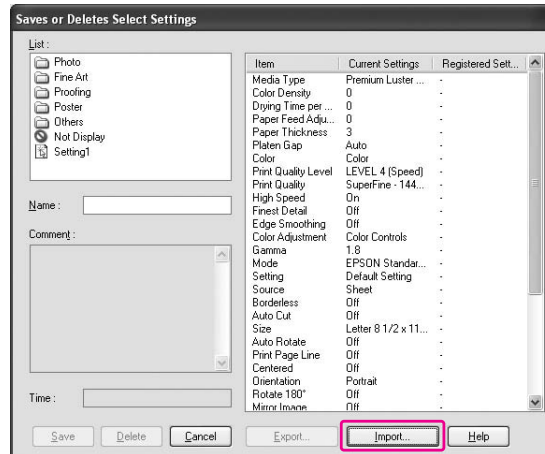 Saves or Deletes Select Settings
List :
Photo
Fine Art
Proofing
Poster
Others
Not Display
Setting1
Name :
Comment :
Time :
Item Current Settings Registered Sett...
Media Type Premium Luster ... -
Color Density 0 -
Drying Time per ... 0 -
Paper Feed Adju... 0 -
Paper Thickness 3 -
Platen Gap Auto -
Color Color -
Print Quality Level LEVEL 4 (Speed) -
Print Quality SuperFine - 144... -
High Speed On -
Finest Detail Off -
Edge Smoothing Off -
Color Adjustment Color Controls -
Gamma 1.8 -
Mode EPSON Standar... -
Setting Default Setting -
Source Sheet -
Borderless Off -
Auto Cut Off -
Size Letter 8 1/2 x 11... -
Auto Rotate Off -
Print Page Line Off -
Centered Off -
Orientation Portrait -
Rotate 180° Off -
Mirror Image Off -
Save Delete Cancel Export... Import... Help